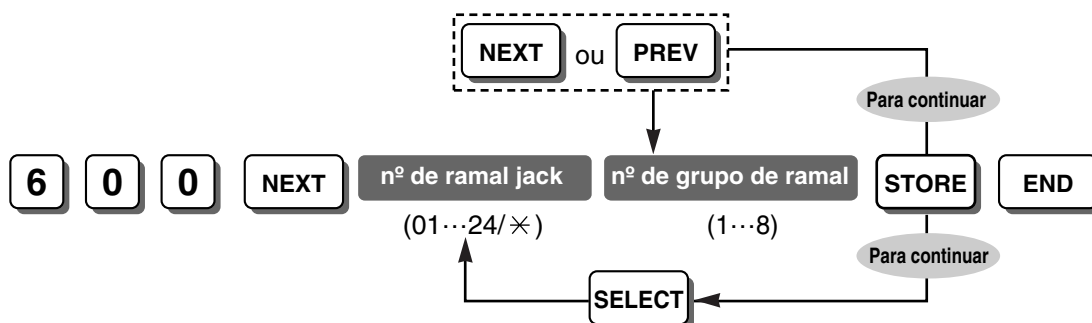 NEXT ou PREV
Para continuar
6 0 0 NEXT nº de ramal jack nº de grupo de ramal STORE END
(01···24/✳) (1···8)
Para continuar
SELECT